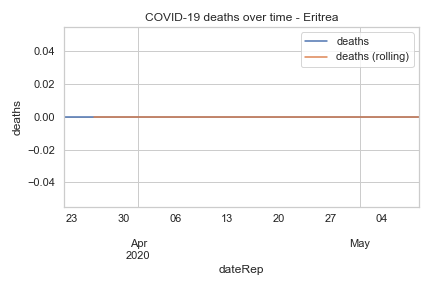 COVID-19 deaths over time - Eritrea
deaths
deaths (rolling)
0.04
0.02
0.00
−0.02
−0.04
deaths
23 30 06 13 20 27 04
Apr May
2020
dateRep